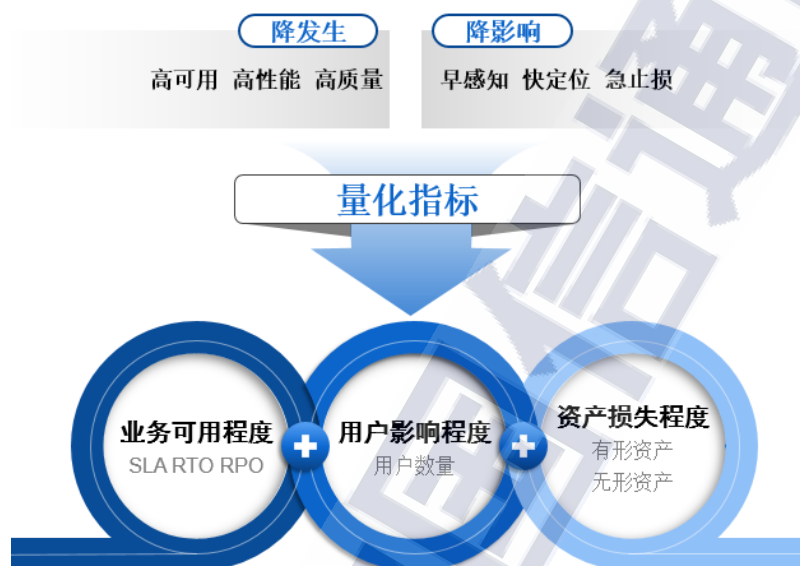 降发生
降影响
高可用 高性能 高质量
早感知 快定位 急止损
量化指标
业务可用程度
SLA RTO RPO
用户影响程度
用户数量
资产损失程度
有形资产
无形资产
国信通